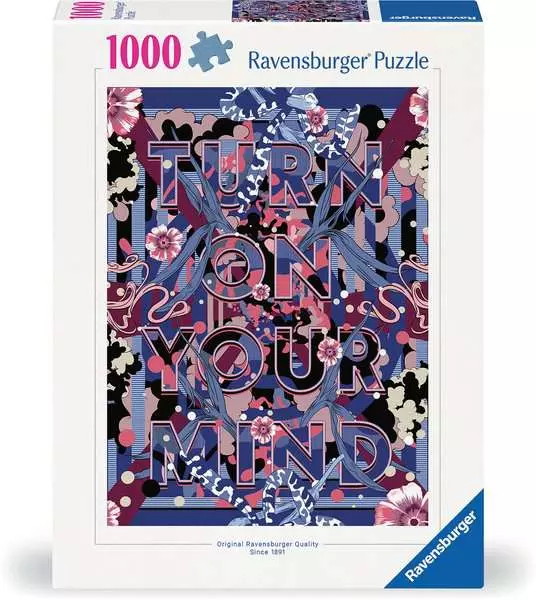 1000 Ravensburger Puzzle
TURN
ON
YOUR
MIND
Original Ravensburger Quality
Since 1891
Ravensburger